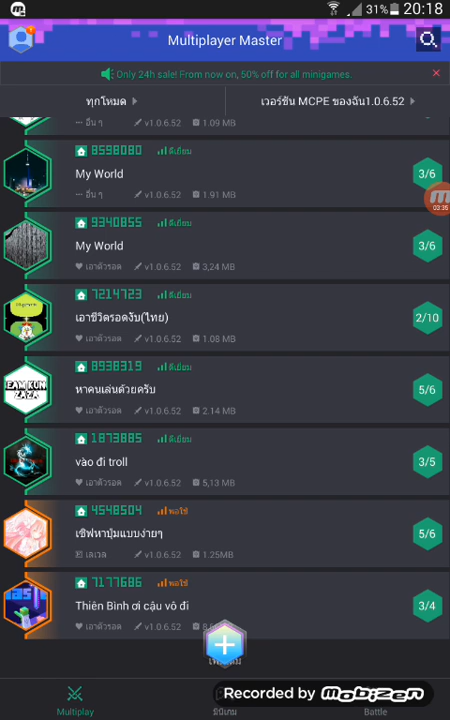 31% 20:18
Multiplayer Master
Only 24h sale! From now on, 50% off for all minigames.
ทุกโหมด
เวอร์ชัน MCPE ของฉัน1.0.6.52
อื่น ๆ v1.0.6.52 1.09 MB
8598080 ดีเยี่ยม
My World
3/6
อื่น ๆ v1.0.6.52 1.91 MB
03:35
9340855 ดีเยี่ยม
My World
3/6
เอาตัวรอด v1.0.6.52 3,24 MB
7214723 ดีเยี่ยม
เอาชีวิตรอดงับ(ไทย)
2/10
เอาตัวรอด v1.0.6.52 1.08 MB
8938319 ดีเยี่ยม
หาคนเล่นด้วยครับ
5/6
เอาตัวรอด v1.0.6.52 2.14 MB
EAM KUN
ZAZA
1873885 ดีเยี่ยม
vào đi troll
3/5
เอาตัวรอด v1.0.6.52 5,13 MB
4548504 พอใช้
เซิฟหาปุ่มแบบง่ายๆ
5/6
เลเวล v1.0.6.52 1.25MB
7177686 พอใช้
Thiên Bình ơi cậu vô đi
3/4
เอาตัวรอด v1.0.6.52
Recorded by Mobizen
Multiplay
มินิเกม
Battle